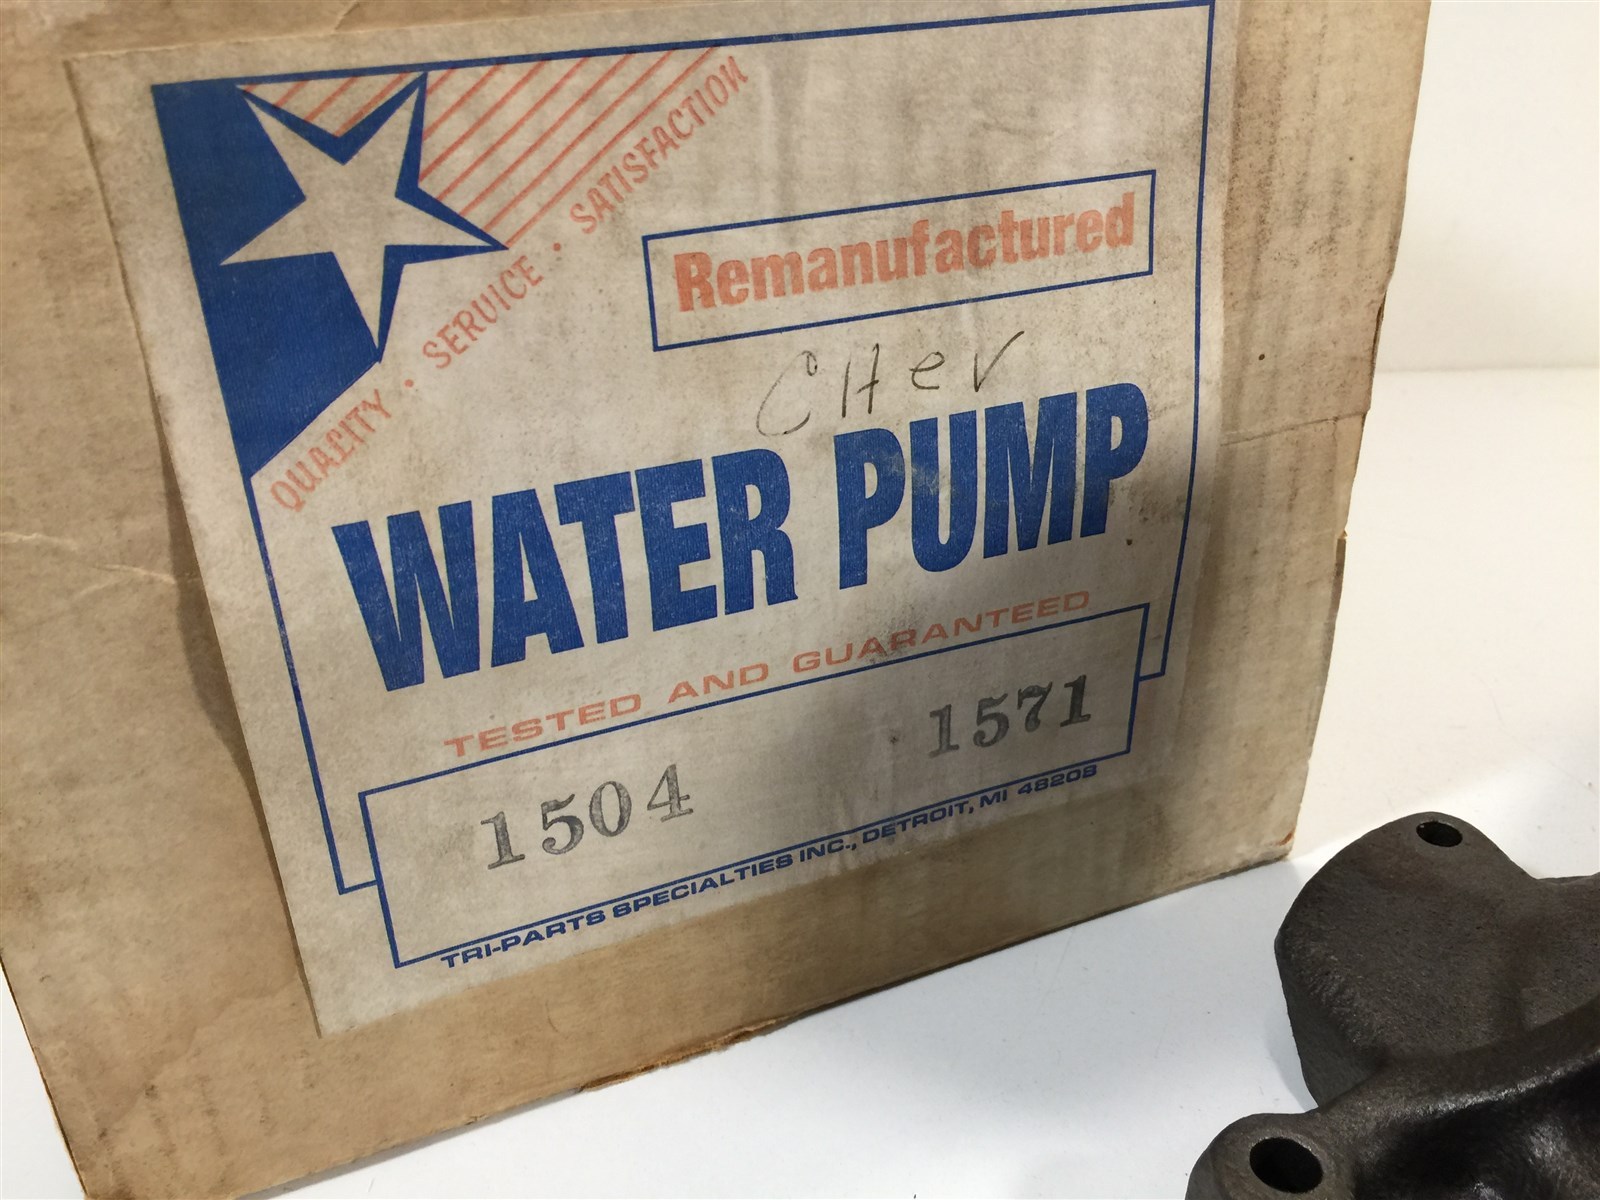 QUALITY · SERVICE · SATISFACTION
Remanufactured
CHev
WATER PUMP
TESTED AND GUARANTEED
1504 1571
TRI-PARTS SPECIALTIES INC., DETROIT, MI 48208